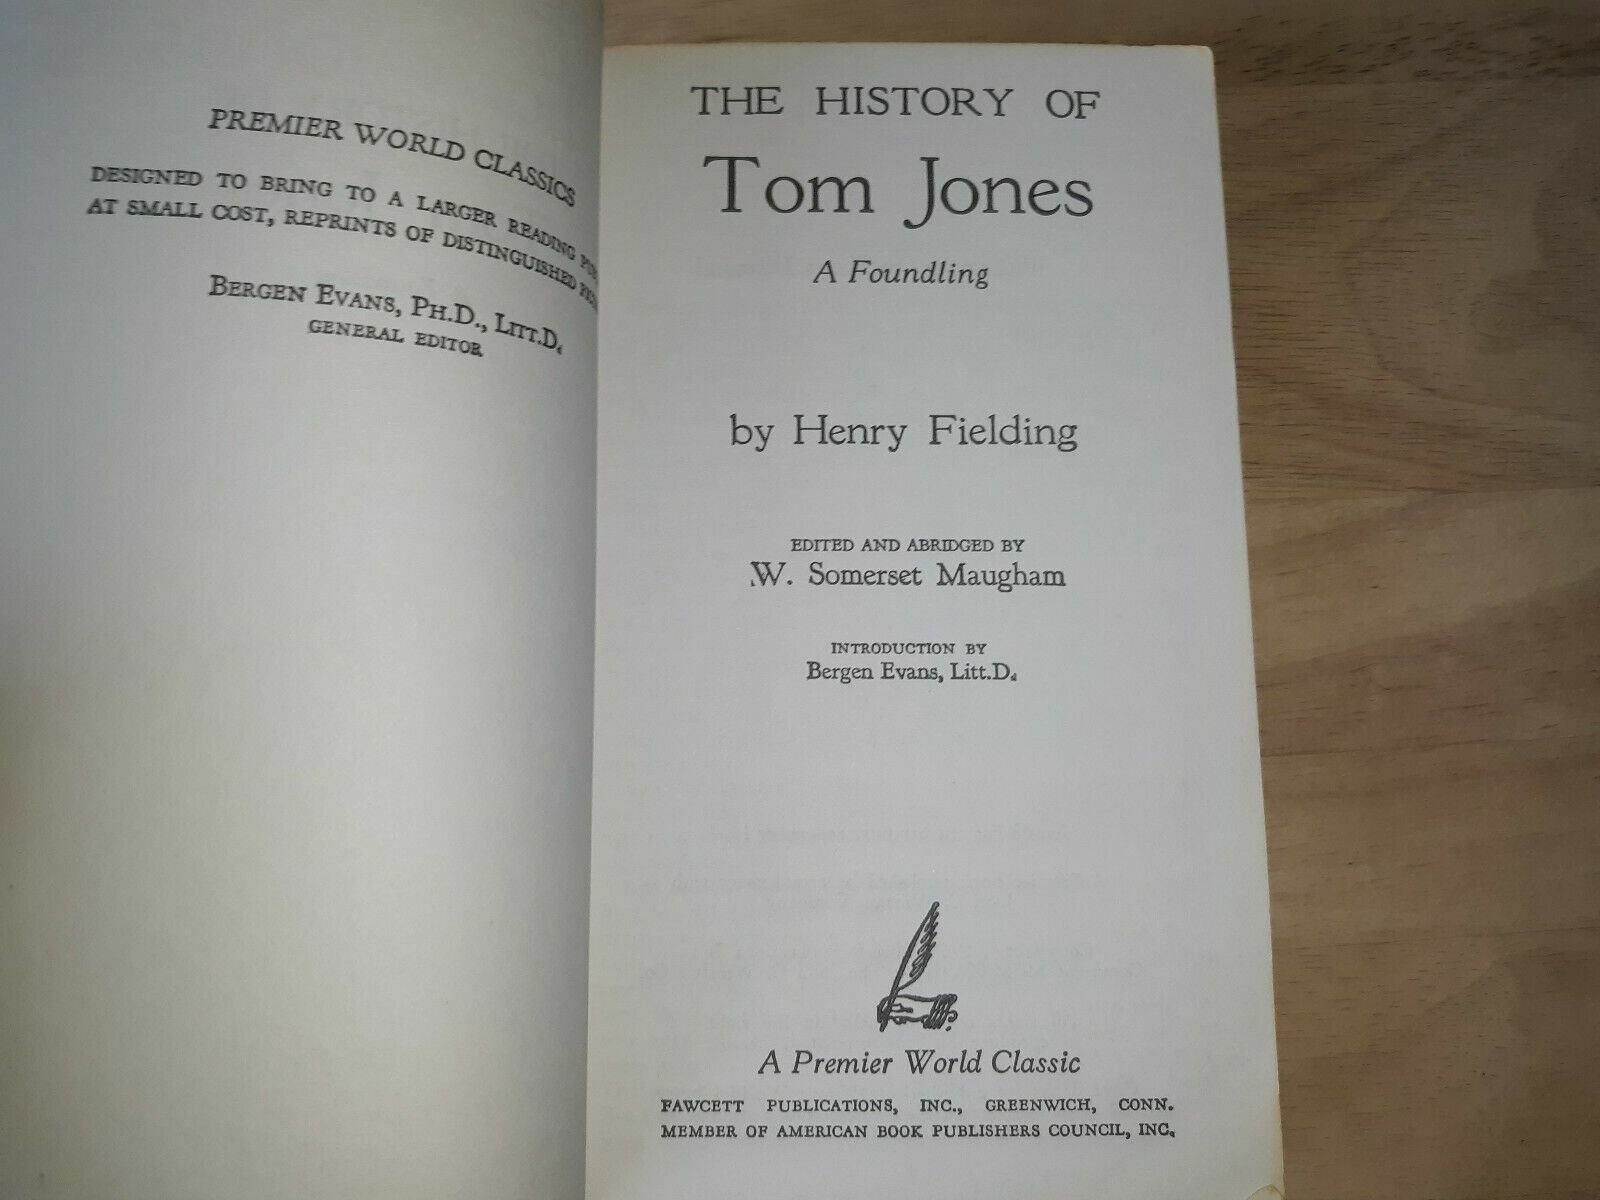 PREMIER WORLD CLASSICS
DESIGNED TO BRING TO A LARGER READING
AT SMALL COST, REPRINTS OF DISTINGUISHED
BERGEN EVANS, PH.D., LITT.D.
GENERAL EDITOR
THE HISTORY OF
Tom Jones
A Foundling
by Henry Fielding
EDITED AND ABRIDGED BY
W. Somerset Maugham
INTRODUCTION BY
Bergen Evans, Litt.D.
A Premier World Classic
FAWCETT PUBLICATIONS, INC., GREENWICH, CONN.
MEMBER OF AMERICAN BOOK PUBLISHERS COUNCIL, INC.